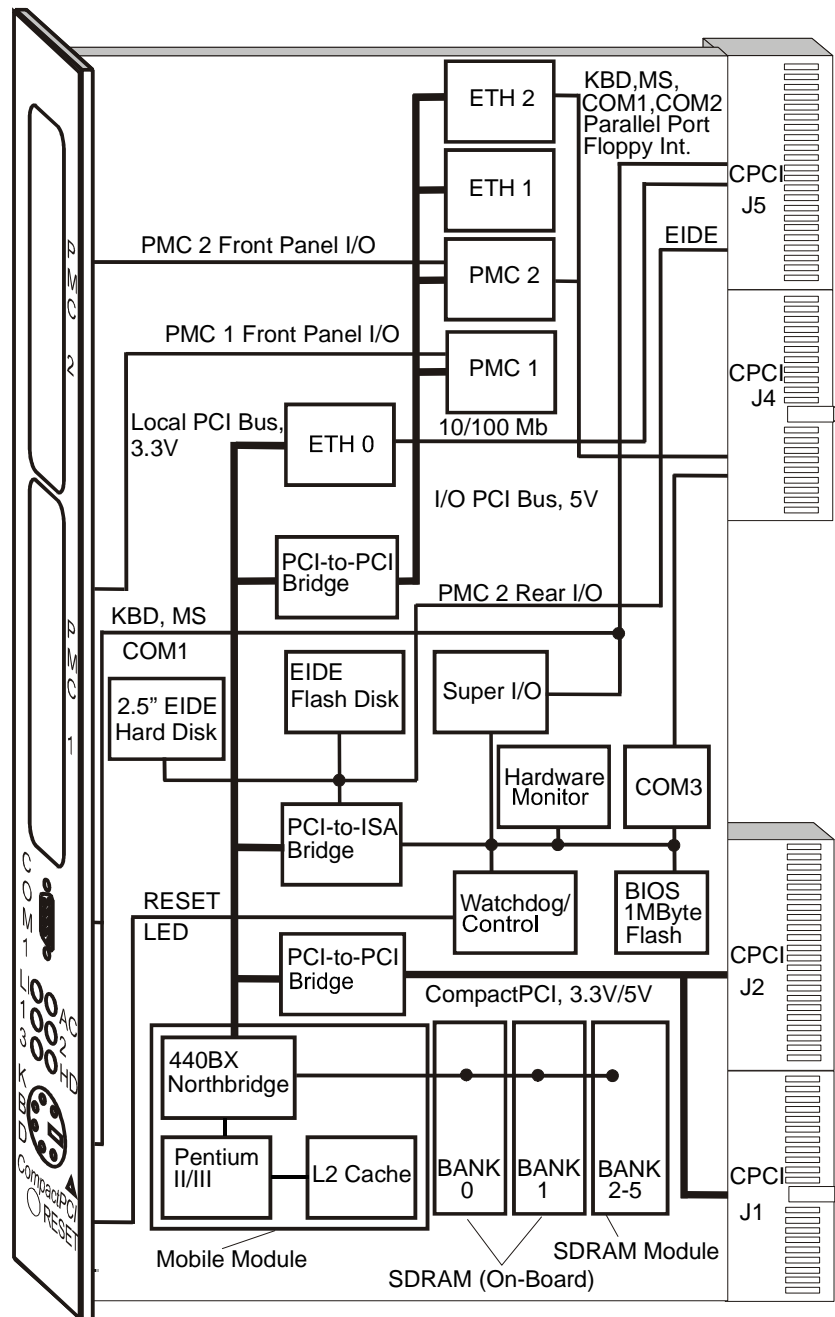 ETH 2
KBD,MS,
COM1,COM2
Parallel Port
Floppy Int.
ETH 1
CPCI
J5
PMC 2
PMC 2 Front Panel I/O
PMC 2
EIDE
PMC 1 Front Panel I/O
PMC 1
CPCI
J4
Local PCI Bus,
3.3V
ETH 0
10/100 Mb
I/O PCI Bus, 5V
PCI-to-PCI
Bridge
PMC 2 Rear I/O
PMC 1
KBD, MS
COM1
2.5” EIDE
Hard Disk
EIDE
Flash Disk
Super I/O
Hardware
Monitor
COM3
PCI-to-ISA
Bridge
COM1
RESET
LED
Watchdog/
Control
BIOS
1MByte
Flash
PCI-to-PCI
Bridge
CompactPCI, 3.3V/5V
CPCI
J2
LI AC
1 2
3 HD
440BX
Northbridge
KBD
Pentium
II/III
L2 Cache
BANK
0
BANK
1
BANK
2-5
CPCI
J1
CompactPCI
RESET
Mobile Module
SDRAM (On-Board)
SDRAM Module